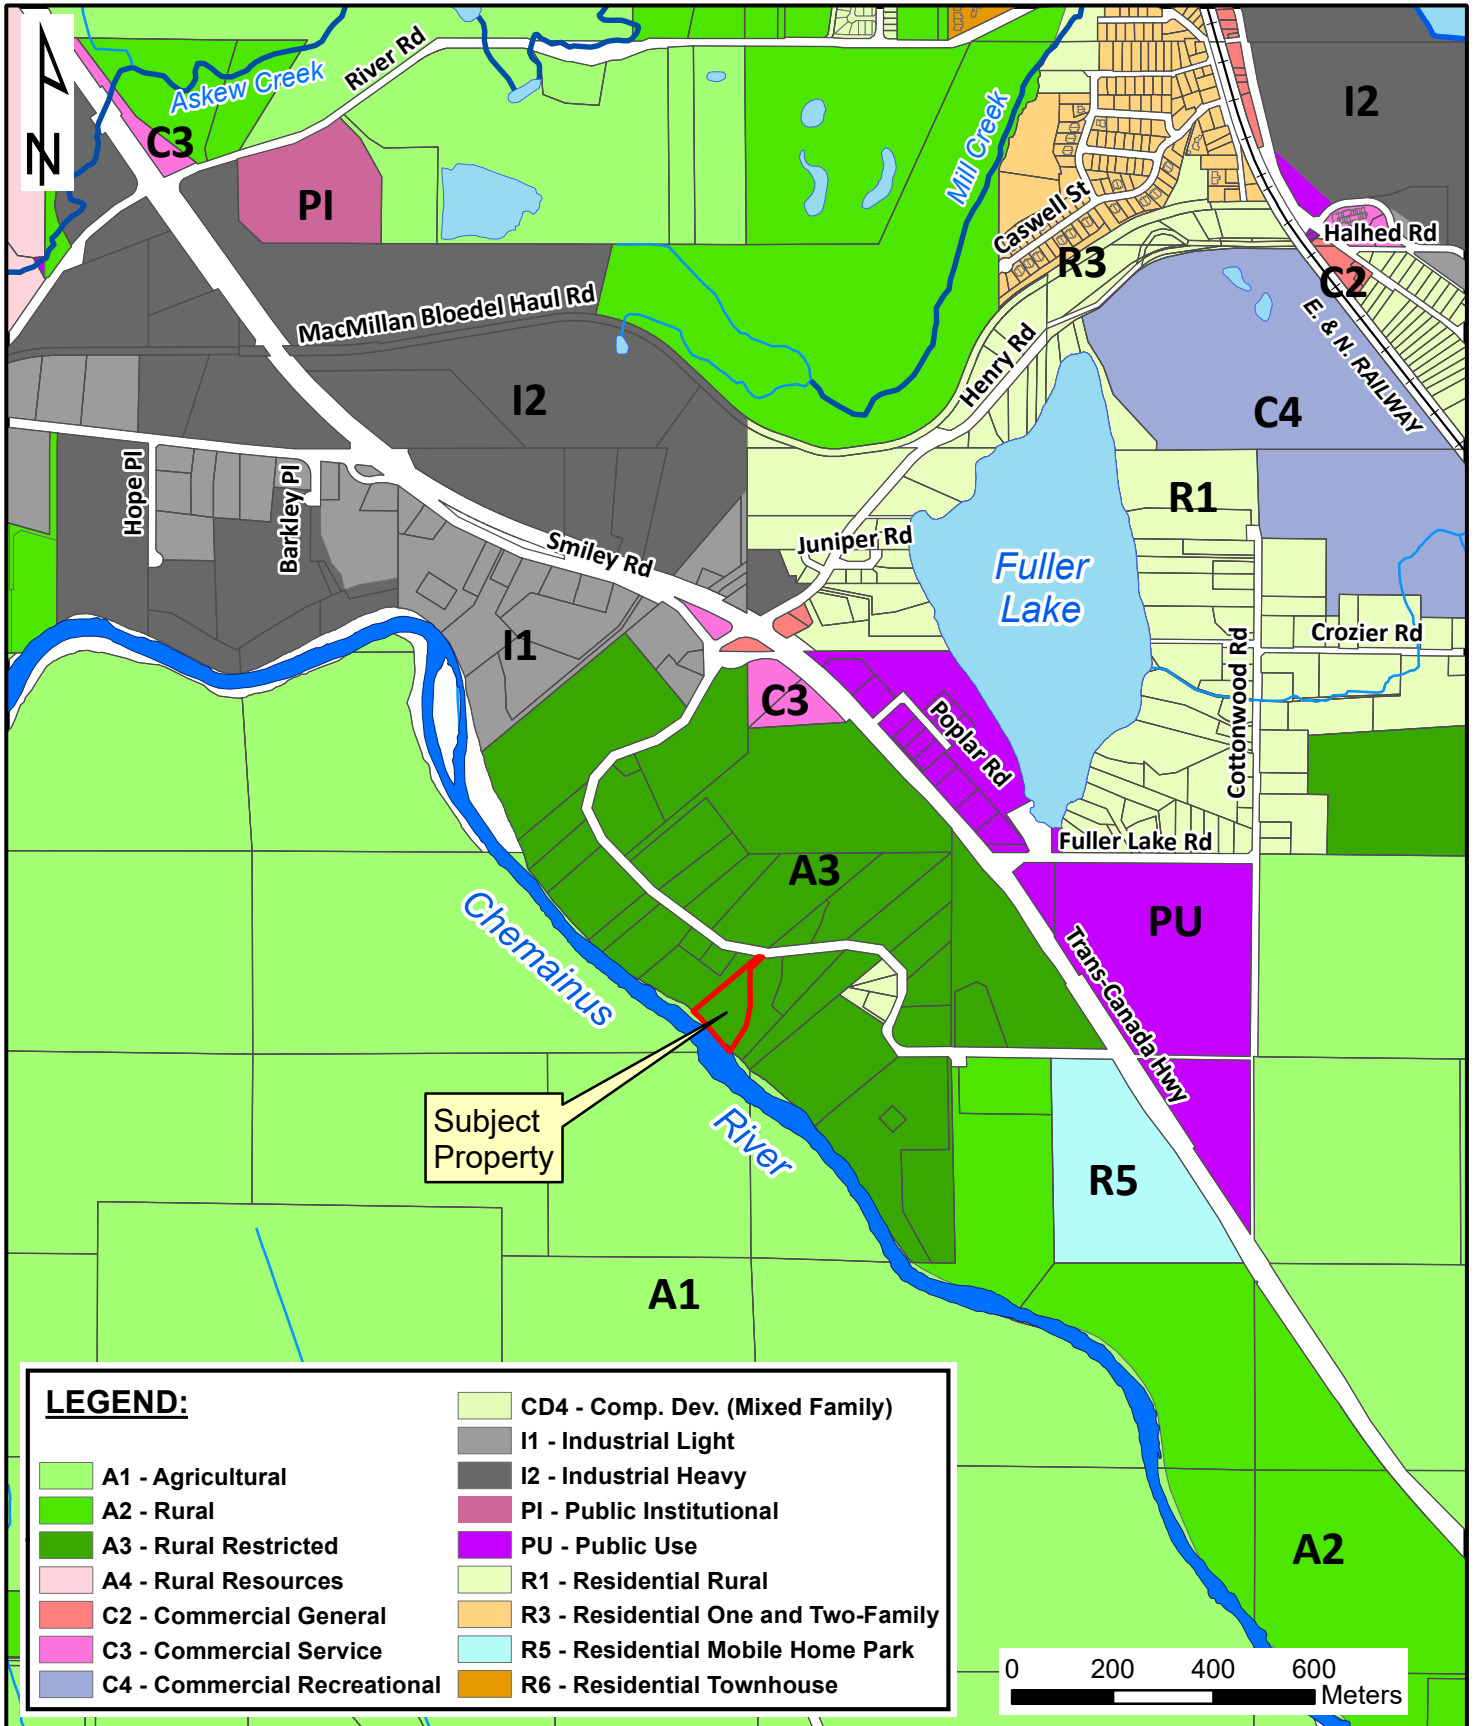 N
Askew Creek
River Rd
C3
PI
Mill Creek
I2
Caswell St
R3
Halhed Rd
C2
E. & N. RAILWAY
MacMillan Bloedel Haul Rd
Henry Rd
I2
C4
Hope Pl
Barkley Pl
R1
Smiley Rd
Juniper Rd
Fuller
Lake
I1
Crozier Rd
C3
Poplar Rd
Cottonwood Rd
Fuller Lake Rd
A3
PU
Chemainus
River
Trans-Canada Hwy
Subject
Property
R5
A1
A2
LEGEND:
A1 - Agricultural
A2 - Rural
A3 - Rural Restricted
A4 - Rural Resources
C2 - Commercial General
C3 - Commercial Service
C4 - Commercial Recreational
CD4 - Comp. Dev. (Mixed Family)
I1 - Industrial Light
I2 - Industrial Heavy
PI - Public Institutional
PU - Public Use
R1 - Residential Rural
R3 - Residential One and Two-Family
R5 - Residential Mobile Home Park
R6 - Residential Townhouse
0 200 400 600
Meters